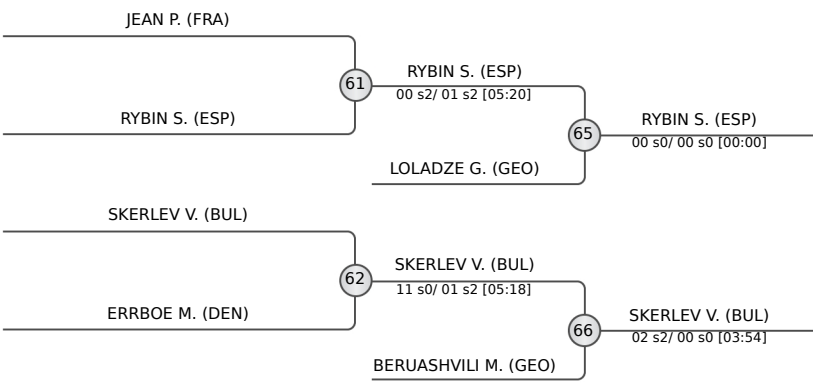 JEAN P. (FRA)
61
RYBIN S. (ESP)
00 s2/ 01 s2 [05:20]
RYBIN S. (ESP)
65
RYBIN S. (ESP)
00 s0/ 00 s0 [00:00]
LOLADZE G. (GEO)
SKERLEV V. (BUL)
62
SKERLEV V. (BUL)
11 s0/ 01 s2 [05:18]
ERRBOE M. (DEN)
66
SKERLEV V. (BUL)
02 s2/ 00 s0 [03:54]
BERUASHVILI M. (GEO)